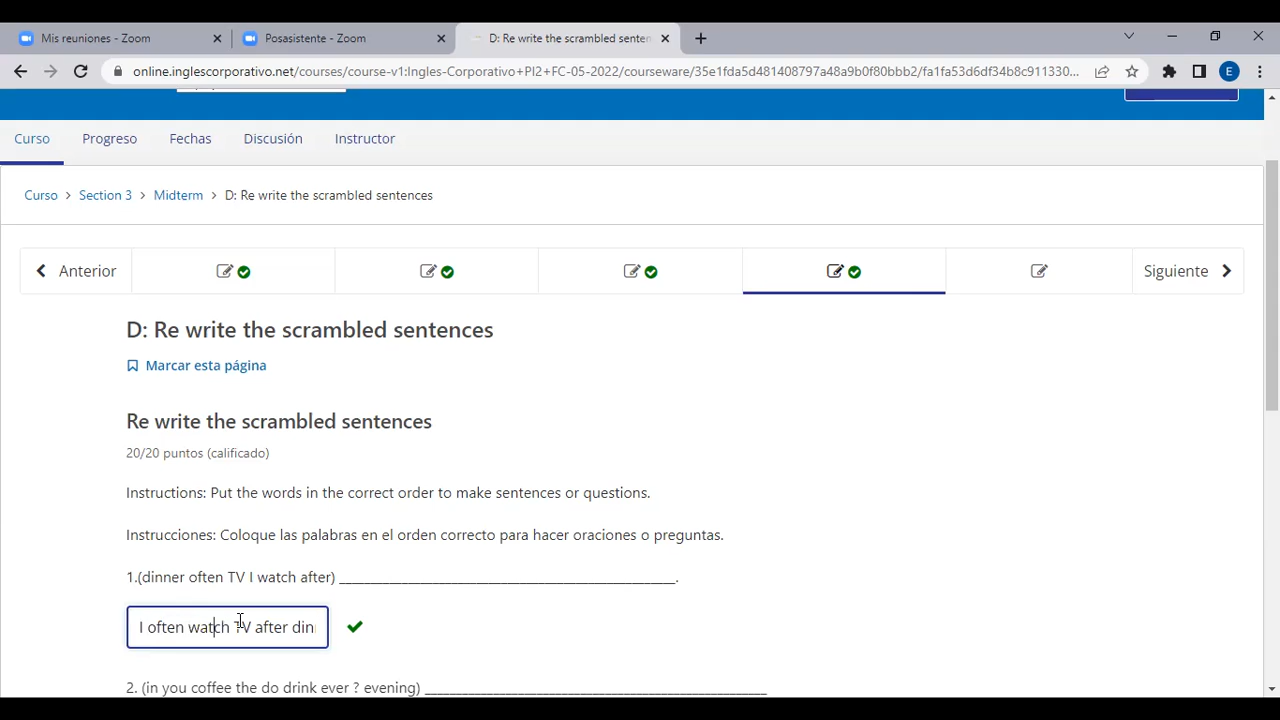 Mis reuniones - Zoom
Posasistente - Zoom
D: Re write the scrambled senten
online.inglescorporativo.net/courses/course-v1:Ingles-Corporativo+PI2+FC-05-2022/courseware/35e1fda5d481408797a48a9b0f80bbb2/fa1fa53d6df34b8c911330...
E
Curso Progreso Fechas Discusión Instructor
Curso > Section 3 > Midterm > D: Re write the scrambled sentences
Anterior
Siguiente
D: Re write the scrambled sentences
Marcar esta página
Re write the scrambled sentences
20/20 puntos (calificado)
Instructions: Put the words in the correct order to make sentences or questions.
Instrucciones: Coloque las palabras en el orden correcto para hacer oraciones o preguntas.
1.(dinner often TV I watch after) ________________________________________________.
I often watch TV after din
2. (in you coffee the do drink ever ? evening) ________________________________________________